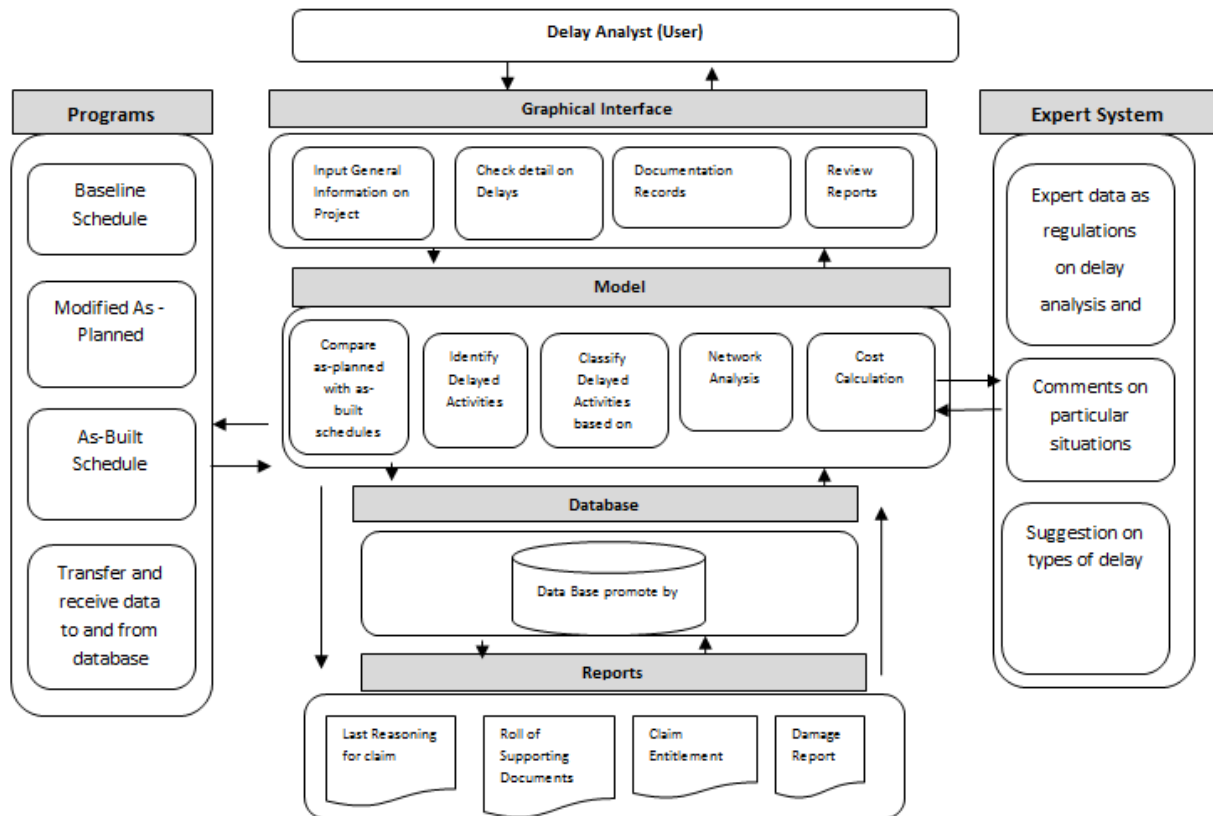 Delay Analyst (User)
Programs
Baseline
Schedule
Modified As -
Planned
As-Built
Schedule
Transfer and
receive data
to and from
database
Graphical Interface
Input General
Information on
Project
Check detail on
Delays
Documentation
Records
Review
Reports
Model
Compare
as-planned
with as-
built
schedules
Identify
Delayed
Activities
Classify
Delayed
Activities
based on
Network
Analysis
Cost
Calculation
Database
Data Base promote by
Reports
Last Reasoning
for claim
Roll of
Supporting
Documents
Claim
Entitlement
Damage
Report
Expert System
Expert data as
regulations
on delay
analysis and
Comments on
particular
situations
Suggestion on
types of delay